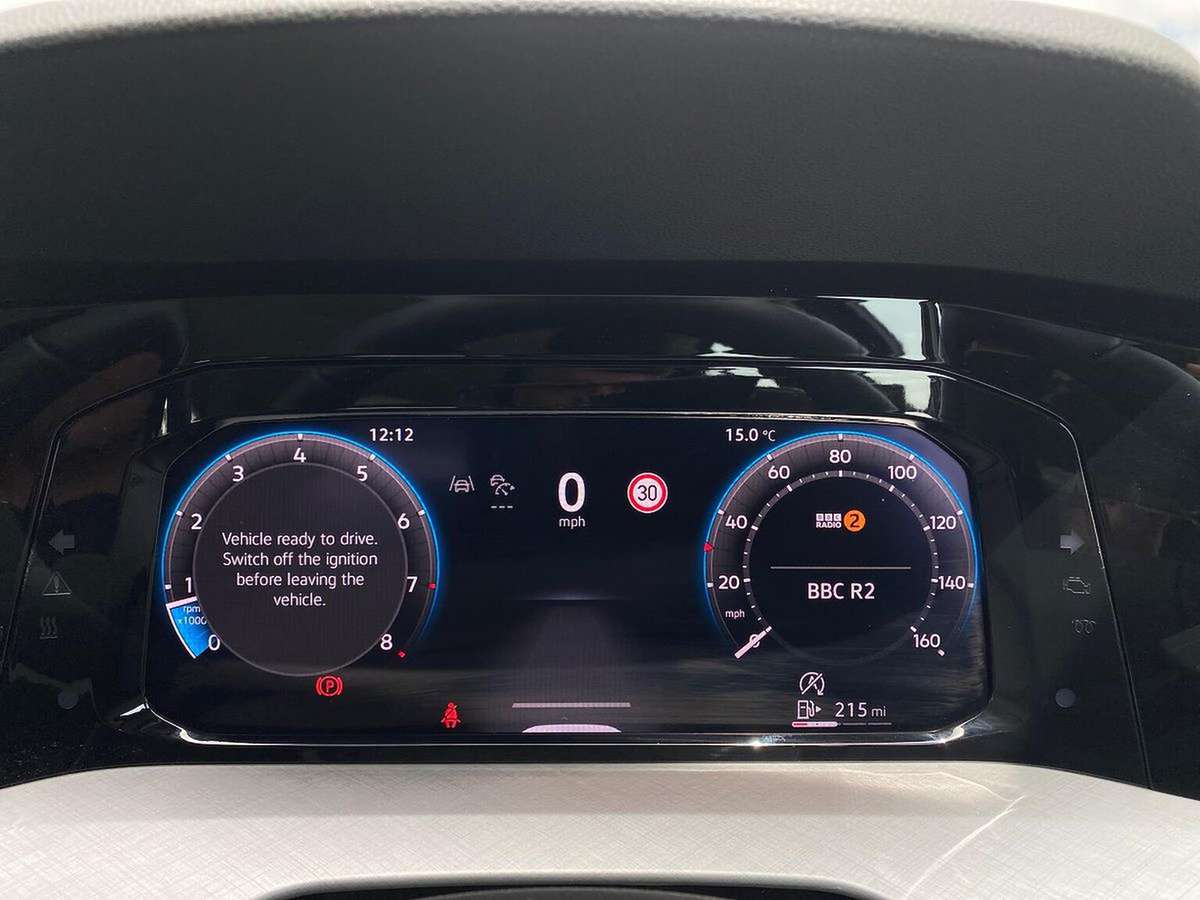 12:12
15.0 °C
0
mph
30
0
1
2
3
4
5
6
7
8
rpm
x1000
Vehicle ready to drive.
Switch off the ignition
before leaving the
vehicle.
0
20
40
60
80
100
120
140
160
mph
BBC
RADIO 2
BBC R2
P
A
215 mi